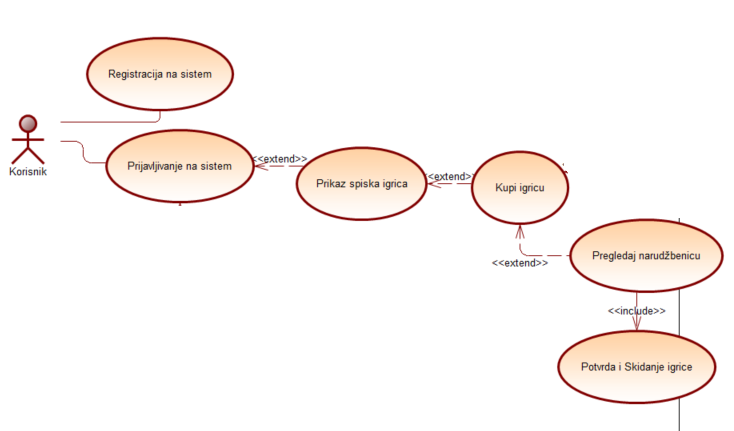 Registracija na sistem
Korisnik
Prijavljivanje na sistem
<<extend>>
Prikaz spiska igrica
<<extend>>
Kupi igricu
<<extend>>
Pregledaj narudžbenicu
<<include>>
Potvrda i Skidanje igrice